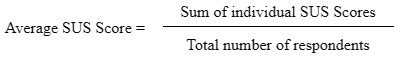 Sum of individual SUS Scores
Average SUS Score =
Total number of respondents